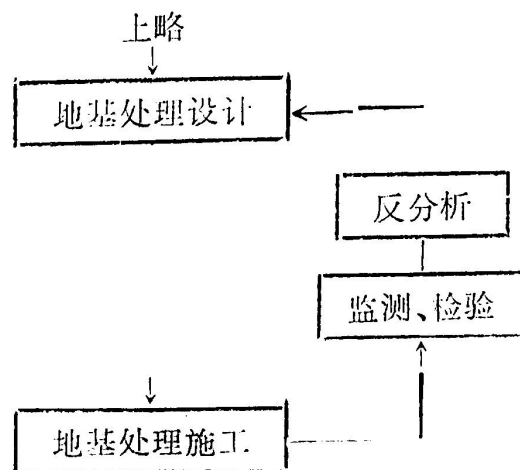 上略
地基处理设计
反分析
监测、检验
地基处理施工